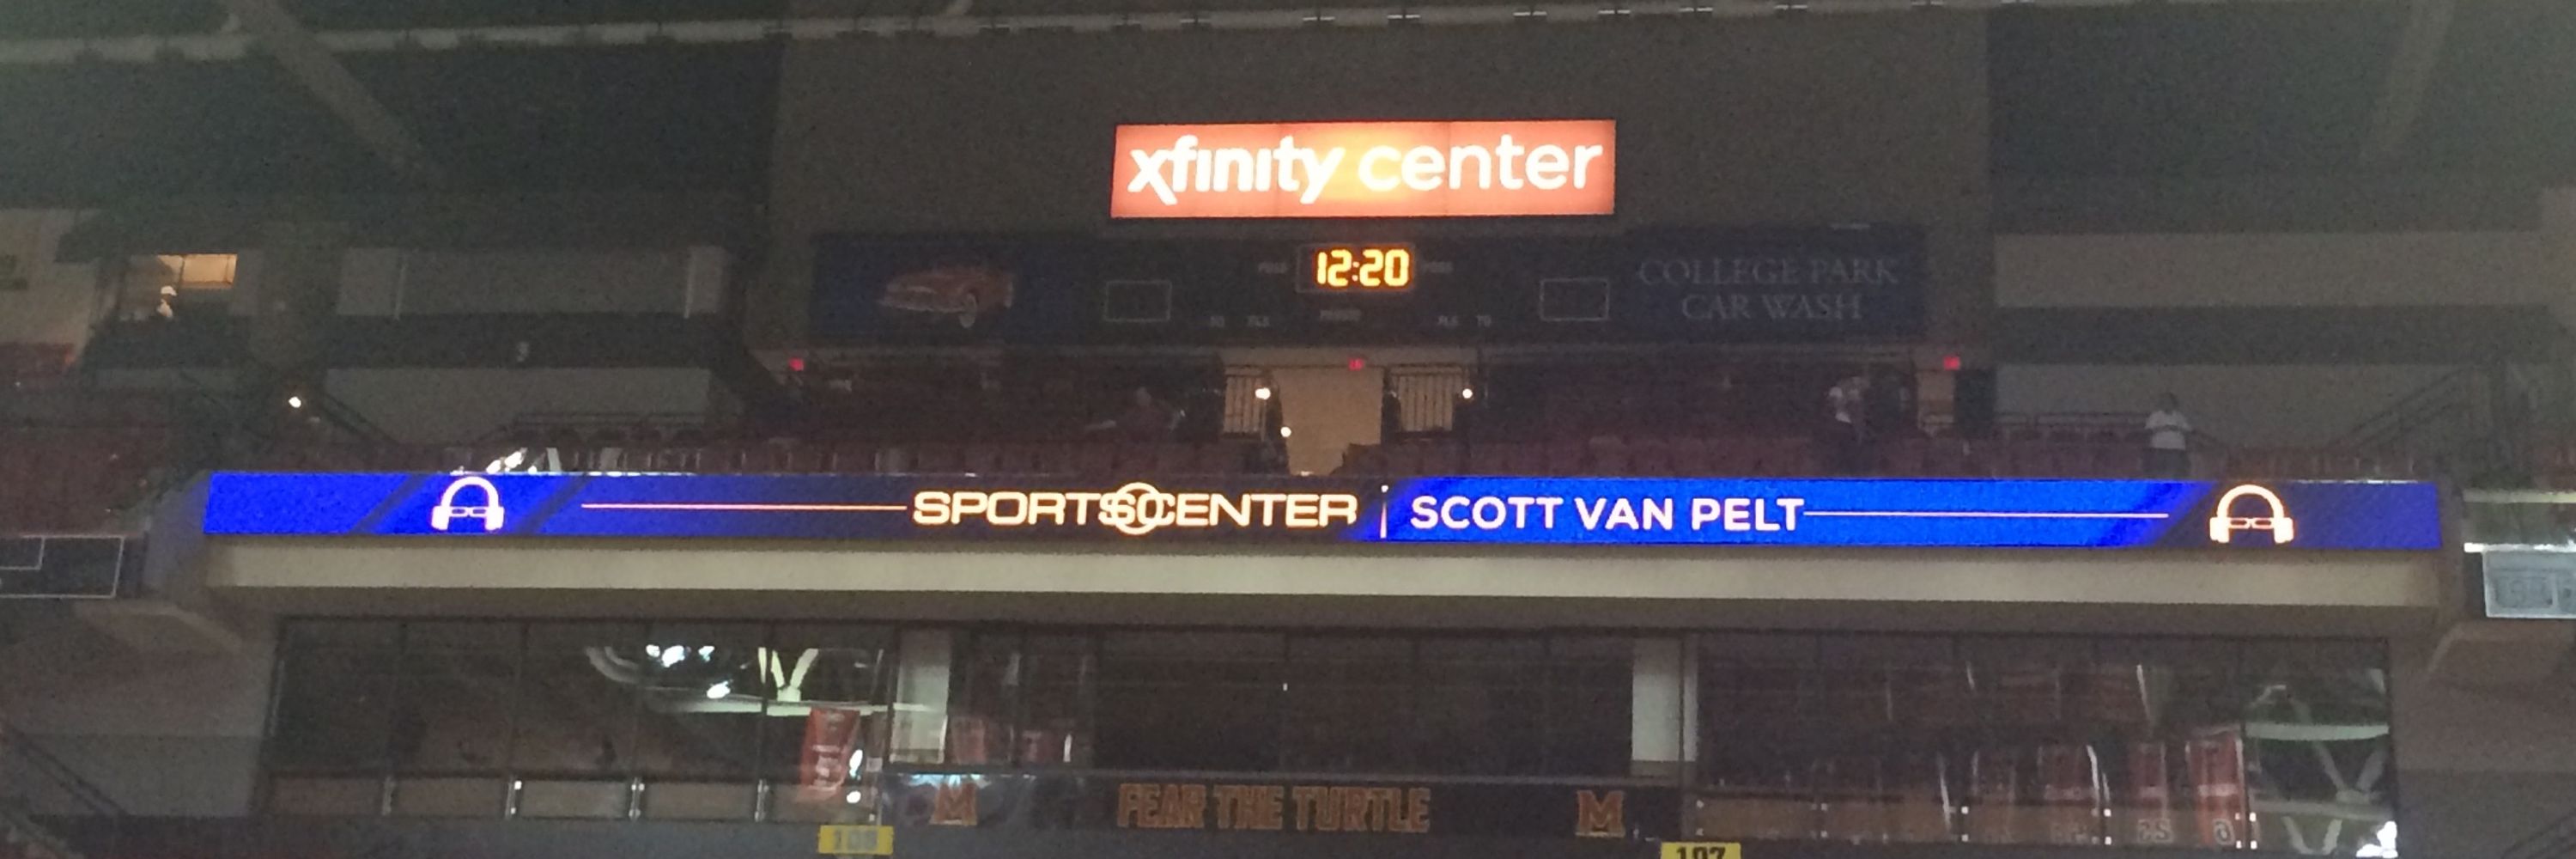 xfinity center
12:20
COLLEGE PARK
CAR WASH
SPORTSCENTER | SCOTT VAN PELT
M FEAR THE TURTLE M
108
107